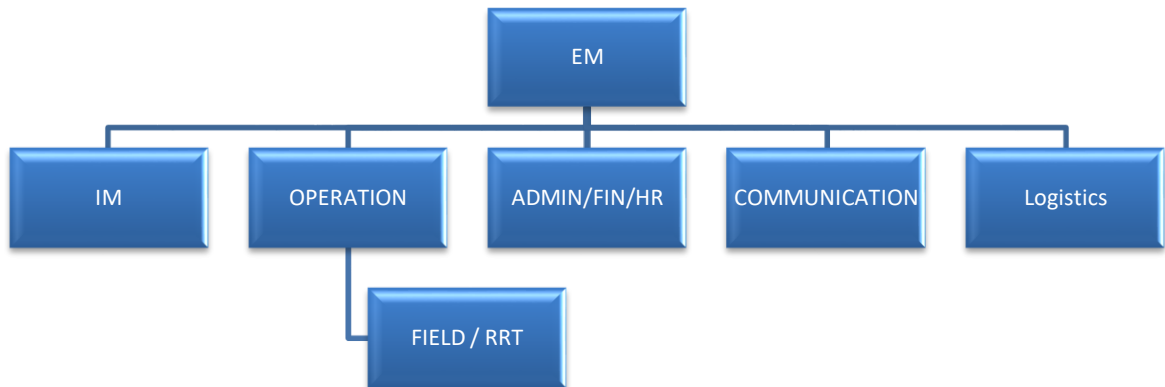 EM
IM
OPERATION
ADMIN/FIN/HR
COMMUNICATION
Logistics
FIELD / RRT